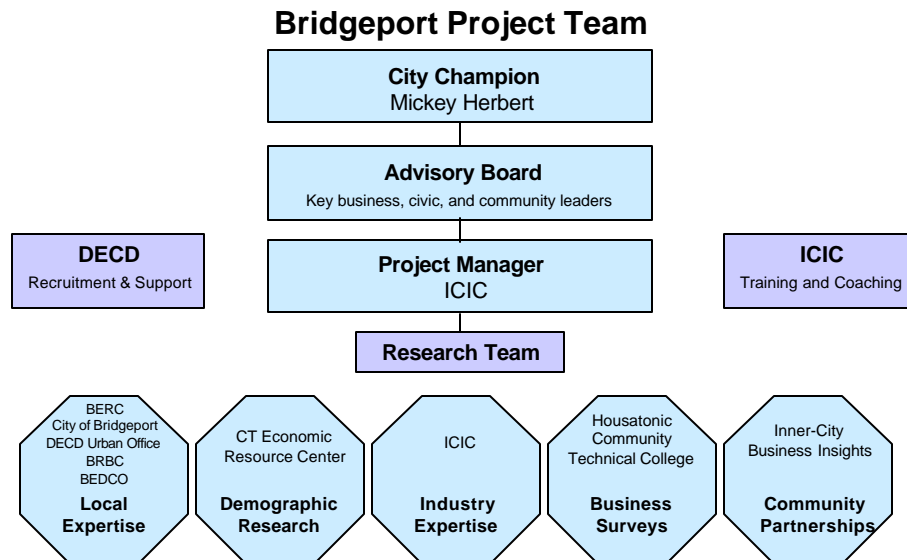 Bridgeport Project Team
City Champion
Mickey Herbert
Advisory Board
Key business, civic, and community leaders
DECD
Recruitment & Support
Project Manager
ICIC
ICIC
Training and Coaching
Research Team
BERC
City of Bridgeport
DECD Urban Office
BRBC
BEDCO
Local
Expertise
CT Economic
Resource Center
Demographic
Research
ICIC
Industry
Expertise
Housatonic
Community
Technical College
Business
Surveys
Inner-City
Business Insights
Community
Partnerships